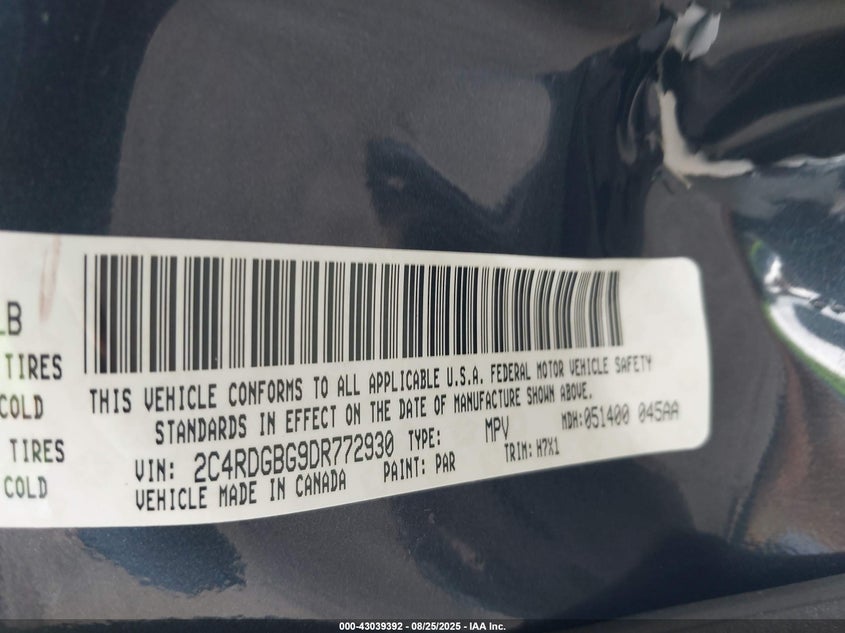 LB
TIRES
COLD
TIRES
COLD
THIS VEHICLE CONFORMS TO ALL APPLICABLE U.S.A. FEDERAL MOTOR VEHICLE SAFETY
STANDARDS IN EFFECT ON THE DATE OF MANUFACTURE SHOWN ABOVE.
VIN: 2C4RDGBG9DR772930 TYPE: MPV MDH:051400 045AA
VEHICLE MADE IN CANADA PAINT: PAR TRIM: H7X1
000-43039392 - 08/25/2025 - IAA Inc.